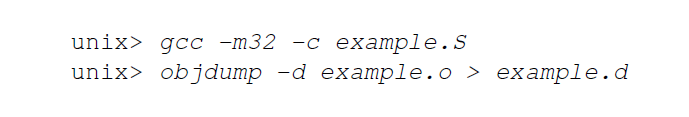 unix> gcc -m32 -c example.S
unix> objdump -d example.o > example.d